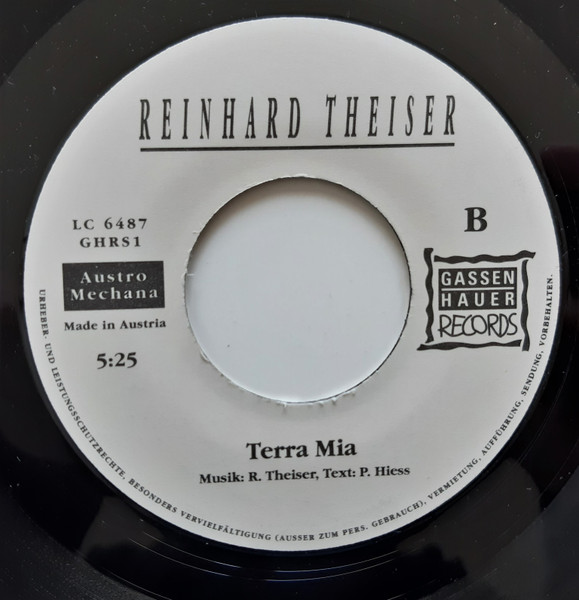 REINHARD THEISER
LC 6487
GHRS1
B
Austro
Mechana
Made in Austria
5:25
GASSEN
HAUER
RECORDS
Terra Mia
Musik: R. Theiser, Text: P. Hiess
URHEBER- UND LEISTUNGSSCHUTZRECHTE, BESONDERS VERVIELFÄLTIGUNG (AUSSER ZUM PERS. GEBRAUCH), VERMIETUNG, AUFFÜHRUNG, SENDUNG, VORBEHALTEN.